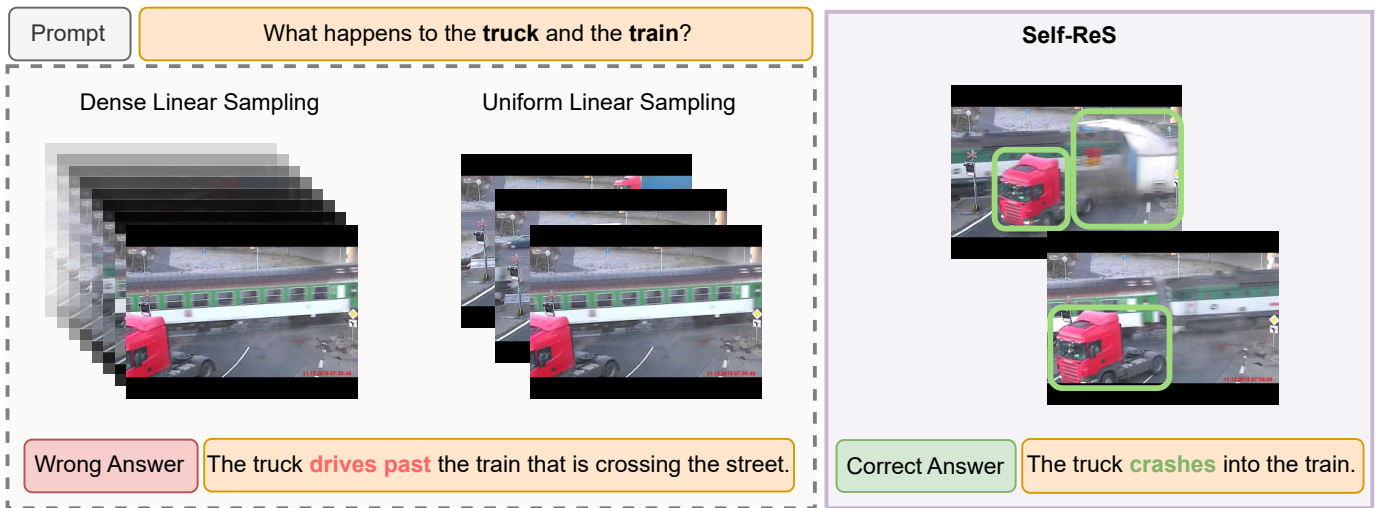 Prompt
What happens to the truck and the train?
Dense Linear Sampling
Uniform Linear Sampling
Wrong Answer
The truck drives past the train that is crossing the street.
Self-ReS
Correct Answer
The truck crashes into the train.